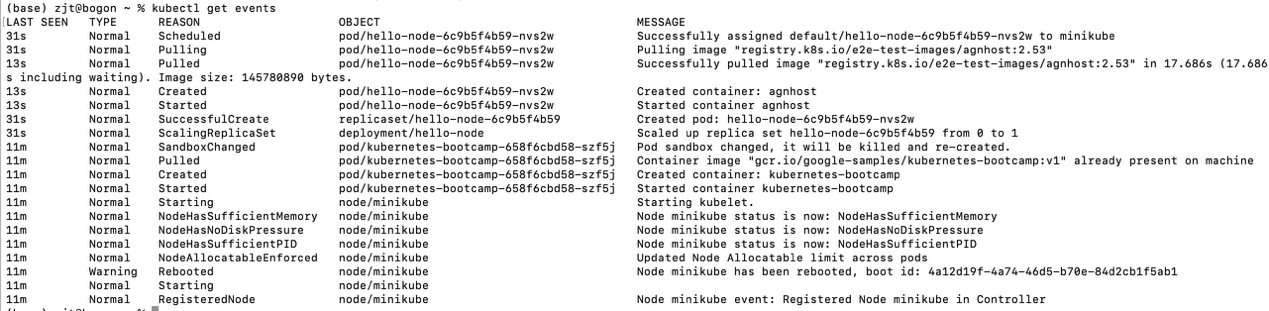 (base) zjt@bogon ~ % kubectl get events
LAST SEEN   TYPE      REASON                    OBJECT                                     MESSAGE
31s         Normal    Scheduled                 pod/hello-node-6c9b5f4b59-nvs2w            Successfully assigned default/hello-node-6c9b5f4b59-nvs2w to minikube
31s         Normal    Pulling                   pod/hello-node-6c9b5f4b59-nvs2w            Pulling image "registry.k8s.io/e2e-test-images/agnhost:2.53"
13s         Normal    Pulled                    pod/hello-node-6c9b5f4b59-nvs2w            Successfully pulled image "registry.k8s.io/e2e-test-images/agnhost:2.53" in 17.686s (17.686
s including waiting). Image size: 145780890 bytes.
13s         Normal    Created                   pod/hello-node-6c9b5f4b59-nvs2w            Created container: agnhost
13s         Normal    Started                   pod/hello-node-6c9b5f4b59-nvs2w            Started container agnhost
31s         Normal    SuccessfulCreate          replicaset/hello-node-6c9b5f4b59           Created pod: hello-node-6c9b5f4b59-nvs2w
31s         Normal    ScalingReplicaSet         deployment/hello-node                      Scaled up replica set hello-node-6c9b5f4b59 from 0 to 1
11m         Normal    SandboxChanged            pod/kubernetes-bootcamp-658f6cbd58-szf5j   Pod sandbox changed, it will be killed and re-created.
11m         Normal    Pulled                    pod/kubernetes-bootcamp-658f6cbd58-szf5j   Container image "gcr.io/google-samples/kubernetes-bootcamp:v1" already present on machine
11m         Normal    Created                   pod/kubernetes-bootcamp-658f6cbd58-szf5j   Created container: kubernetes-bootcamp
11m         Normal    Started                   pod/kubernetes-bootcamp-658f6cbd58-szf5j   Started container kubernetes-bootcamp
11m         Normal    Starting                  node/minikube                              Starting kubelet.
11m         Normal    NodeHasSufficientMemory   node/minikube                              Node minikube status is now: NodeHasSufficientMemory
11m         Normal    NodeHasNoDiskPressure     node/minikube                              Node minikube status is now: NodeHasNoDiskPressure
11m         Normal    NodeHasSufficientPID      node/minikube                              Node minikube status is now: NodeHasSufficientPID
11m         Normal    NodeAllocatableEnforced   node/minikube                              Updated Node Allocatable limit across pods
11m         Warning   Rebooted                  node/minikube                              Node minikube has been rebooted, boot id: 4a12d19f-4a74-46d5-b70e-84d2cb1f5ab1
11m         Normal    Starting                  node/minikube
11m         Normal    RegisteredNode            node/minikube                              Node minikube event: Registered Node minikube in Controller